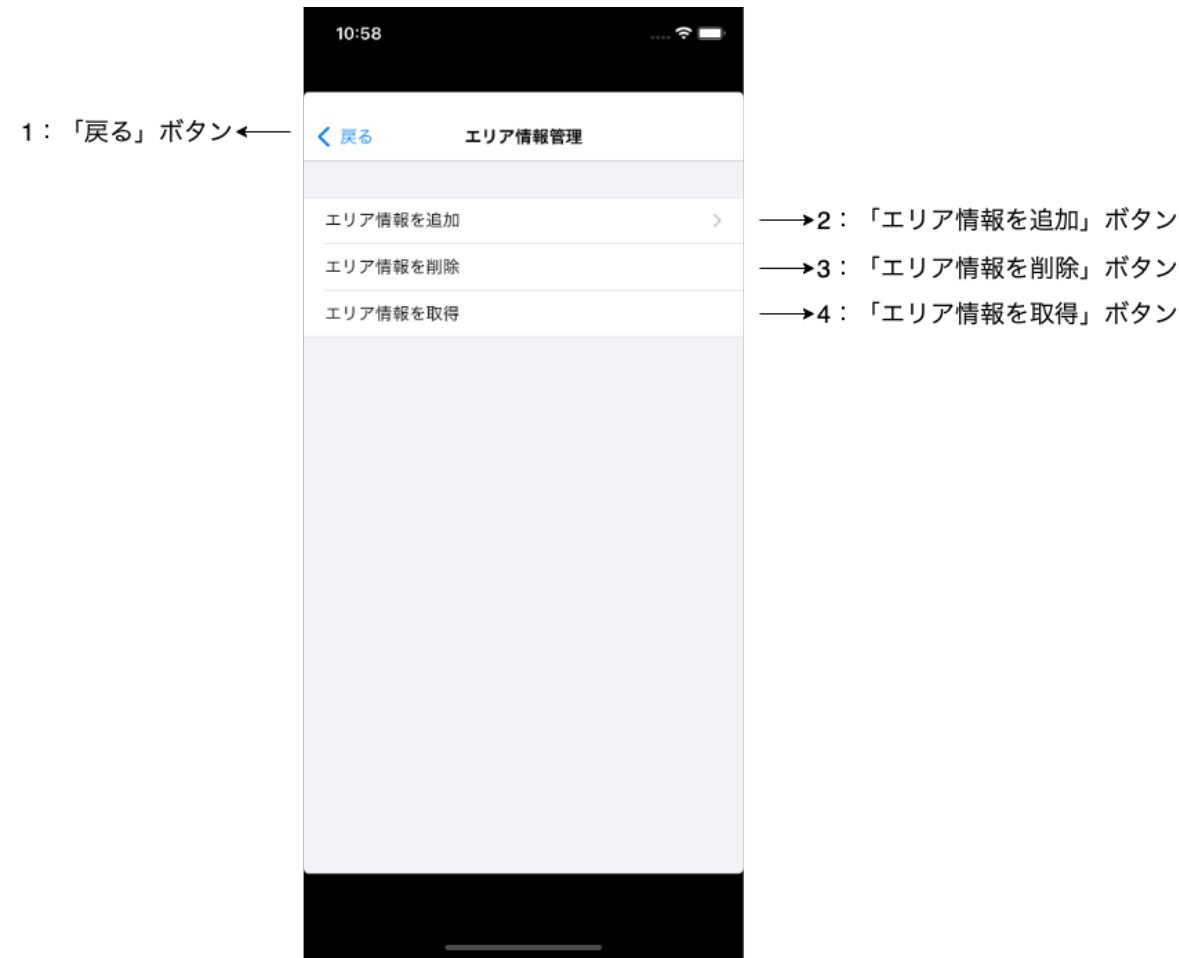 10:58
1：「戻る」ボタン
戻る エリア情報管理
エリア情報を追加
2：「エリア情報を追加」ボタン
エリア情報を削除
3：「エリア情報を削除」ボタン
エリア情報を取得
4：「エリア情報を取得」ボタン